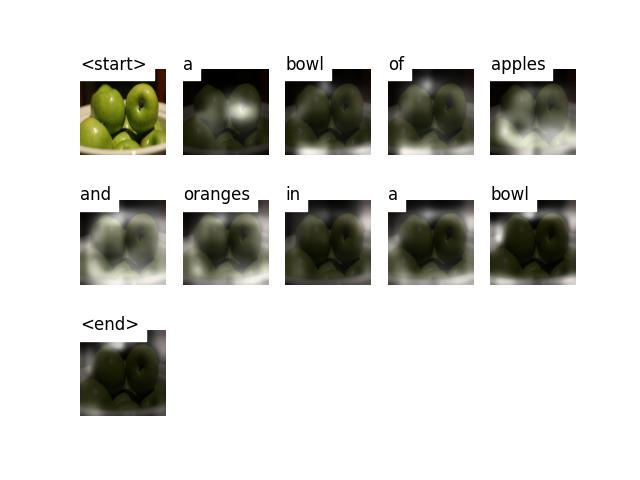 <start> a bowl of apples
and oranges in a bowl
<end>